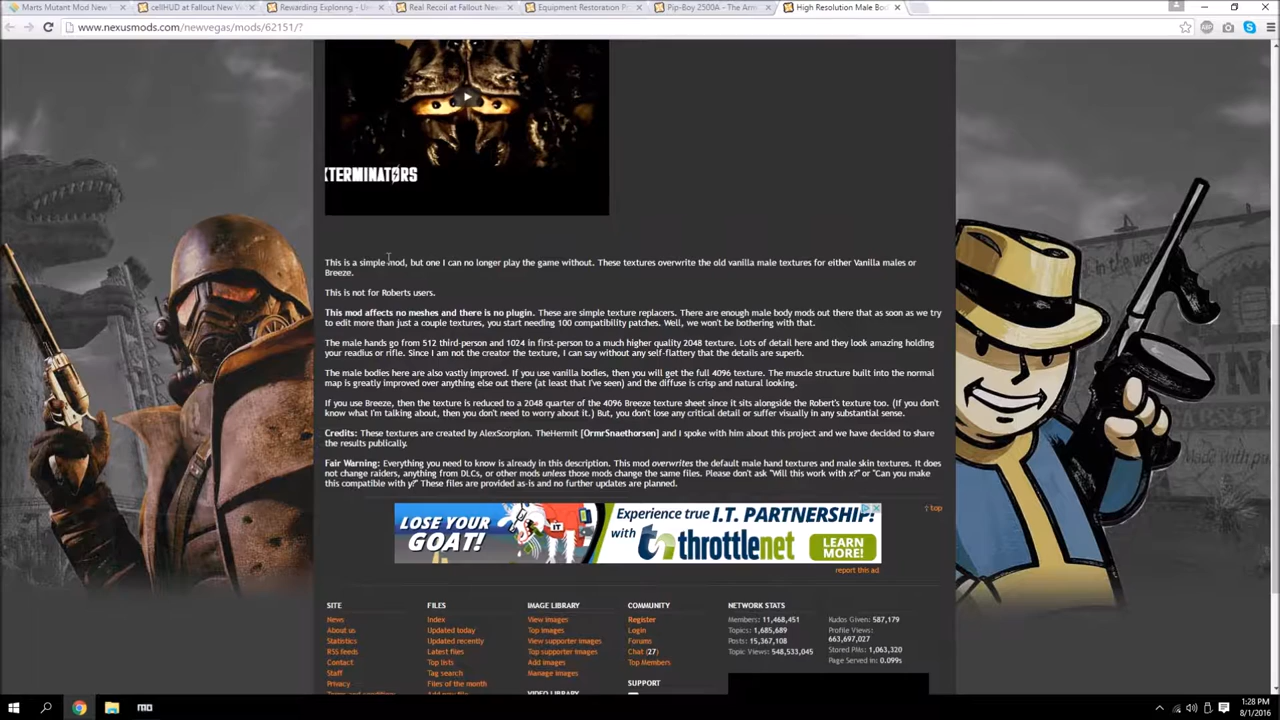 Marts Mutant Mod New
cellHUD at Fallout New V
Rewarding Exploring - U
Real Recoil at Fallout New
Equipment Restoration P
Pip-Boy 2500A - The Arm
High Resolution Male Bod
www.nexusmods.com/newvegas/mods/62151/?
XTERMINATØRS
This is a simple mod, but one I can no longer play the game without. These textures overwrite the old vanilla male textures for either Vanilla males or
Breeze.
This is not for Roberts users.
This mod affects no meshes and there is no plugin. These are simple texture replacers. There are enough male body mods out there that as soon as we try
to edit more than just a couple textures, you start needing 100 compatibility patches. Well, we won't be bothering with that.
The male hands go from 512 third-person and 1024 in first-person to a much higher quality 2048 texture. Lots of detail here and they look amazing holding
your readius or rifle. Since I am not the creator the texture, I can say without any self-flattery that the details are superb.
The male bodies here are also vastly improved. If you use vanilla bodies, then you will get the full 4096 texture. The muscle structure built into the normal
map is greatly improved over anything else out there (at least that I've seen) and the diffuse is crisp and natural looking.
If you use Breeze, then the texture is reduced to a 2048 quarter of the 4096 Breeze texture sheet since it sits alongside the Robert's texture too. (If you don't
know what I'm talking about, then you don't need to worry about it.) But, you don't lose any critical detail or suffer visually in any substantial sense.
Credits: These textures are created by AlexScorpion. TheHermit [OrmrSnaethorsen] and I spoke with him about this project and we have decided to share
the results publically.
Fair Warning: Everything you need to know is already in this description. This mod overwrites the default male hand textures and male skin textures. It does
not change raiders, anything from DLCs, or other mods unless those mods change the same files. Please don't ask "Will this work with x?" or "Can you make
this compatible with y?" These files are provided as-is and no further updates are planned.
↑ top
LOSE YOUR
GOAT!
IT
Experience true I.T. PARTNERSHIP!
with throttlenet
LEARN
MORE!
report this ad
SITE
News
About us
Statistics
RSS feeds
Contact
Staff
Privacy
Terms and conditions
FILES
Index
Updated today
Updated recently
Latest files
Top lists
Tag search
Files of the month
Add new file
IMAGE LIBRARY
View images
Top images
View supporter images
Top supporter images
Add images
Manage images
VIDEO LIBRARY
COMMUNITY
Register
Login
Forums
Chat (27)
Top Members
SUPPORT
NETWORK STATS
Members: 11,468,451
Topics: 1,685,689
Posts: 15,367,108
Topic Views: 548,533,045
Kudos Given: 587,179
Profile Views:
663,697,027
Stored PMs: 1,063,320
Page Served In: 0.099s
1:28 PM
8/1/2016